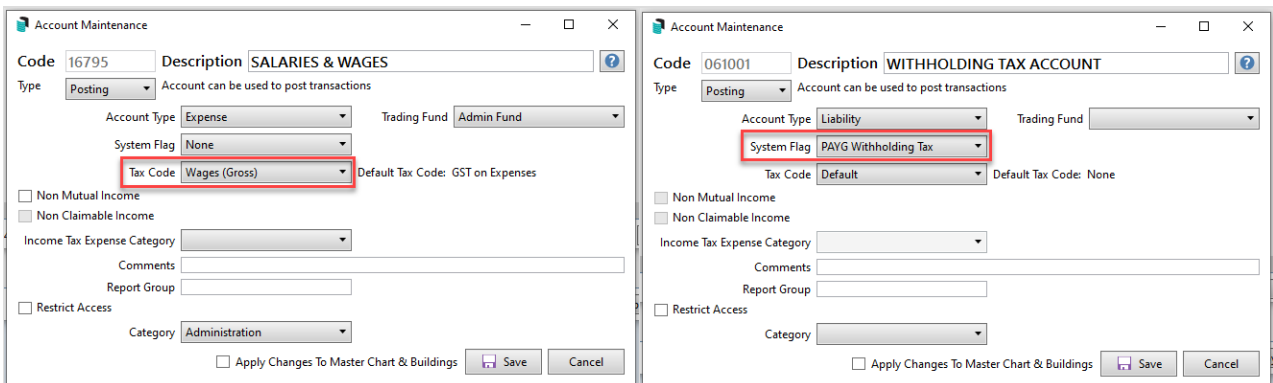 Account Maintenance
Code 16795 Description SALARIES & WAGES
Type Posting Account can be used to post transactions
Account Type Expense Trading Fund Admin Fund
System Flag None
Tax Code Wages (Gross) Default Tax Code: GST on Expenses
Non Mutual Income
Non Claimable Income
Income Tax Expense Category
Comments
Report Group
Restrict Access
Category Administration
Apply Changes To Master Chart & Buildings Save Cancel
Account Maintenance
Code 061001 Description WITHHOLDING TAX ACCOUNT
Type Posting Account can be used to post transactions
Account Type Liability Trading Fund
System Flag PAYG Withholding Tax
Tax Code Default Default Tax Code: None
Non Mutual Income
Non Claimable Income
Income Tax Expense Category
Comments
Report Group
Restrict Access
Category
Apply Changes To Master Chart & Buildings Save Cancel